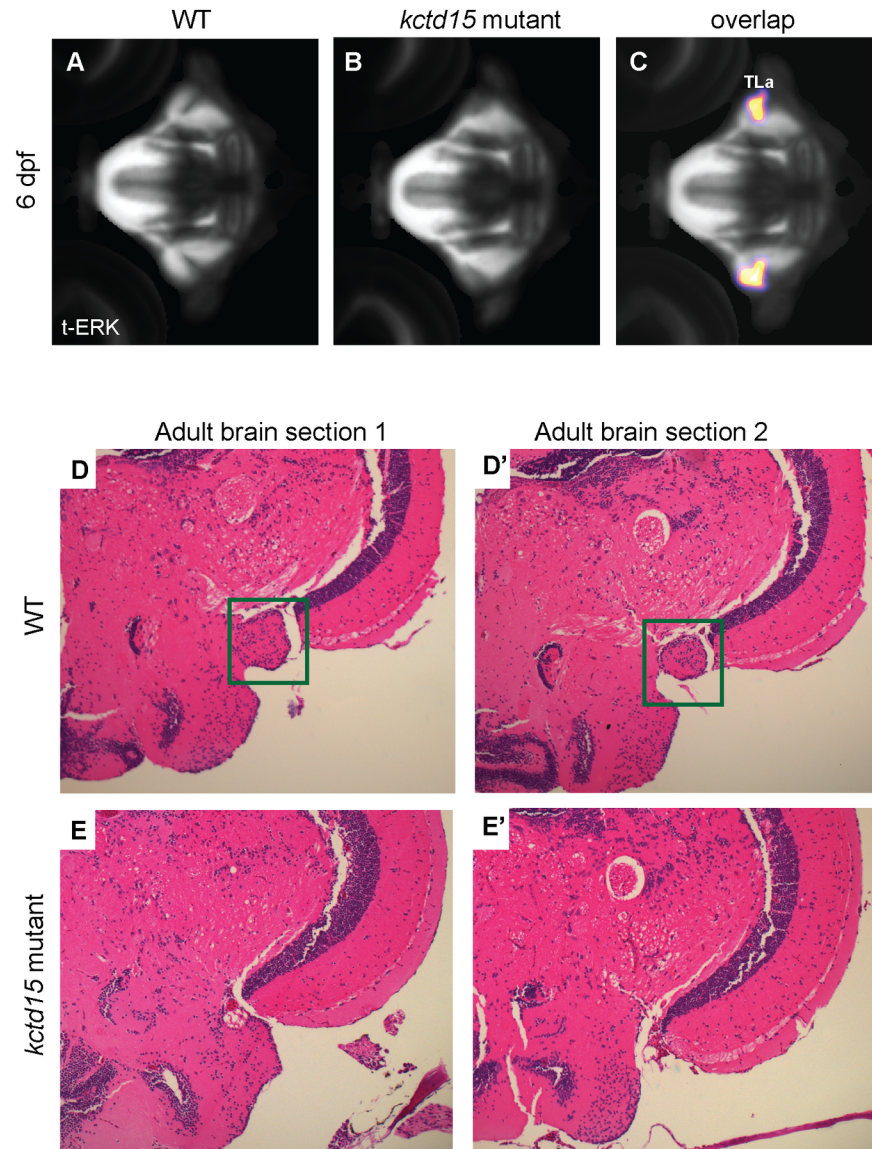 WT
kctd15 mutant
overlap
A
B
C
TLa
6 dpf
t-ERK
Adult brain section 1
Adult brain section 2
D
D’
WT
E
E’
kctd15 mutant